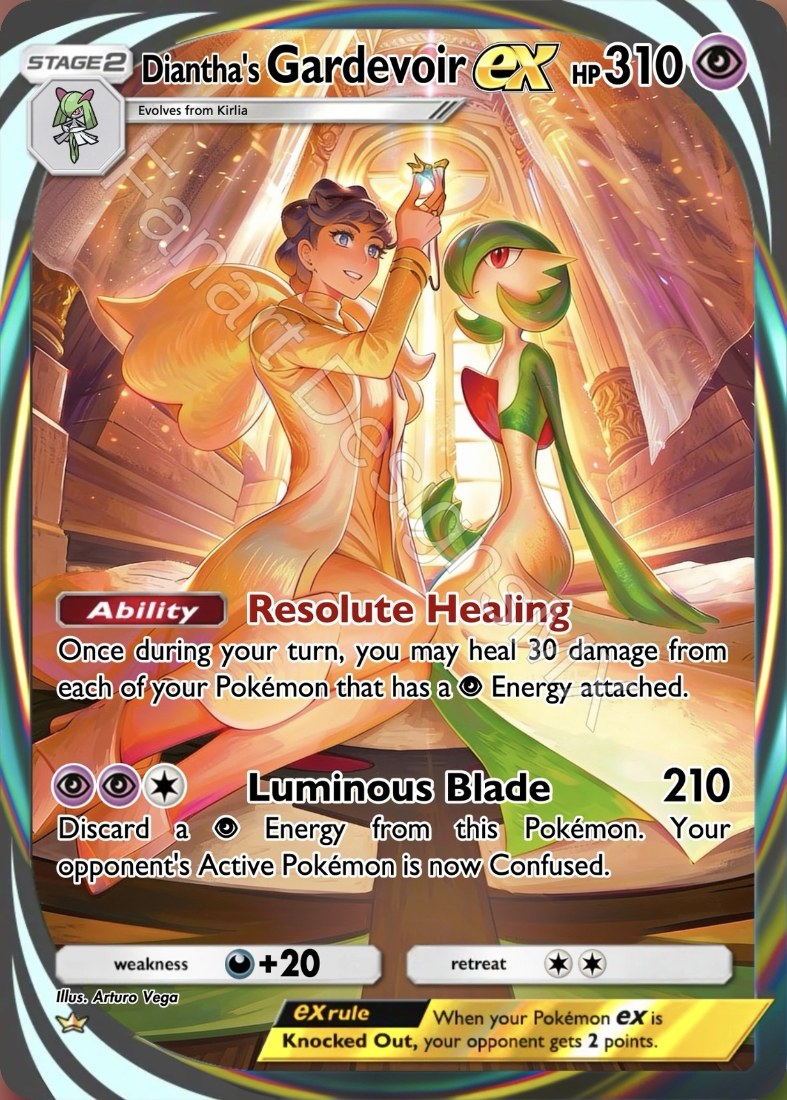 STAGE2 Diantha's Gardevoir ex HP310
Evolves from Kirlia
Fanart Designs
Ability Resolute Healing
Once during your turn, you may heal 30 damage from
each of your Pokémon that has a Energy attached.
Luminous Blade 210
Discard a Energy from this Pokémon. Your
opponent's Active Pokémon is now Confused.
weakness +20 retreat
Illus. Arturo Vega
ex rule When your Pokémon ex is
Knocked Out, your opponent gets 2 points.